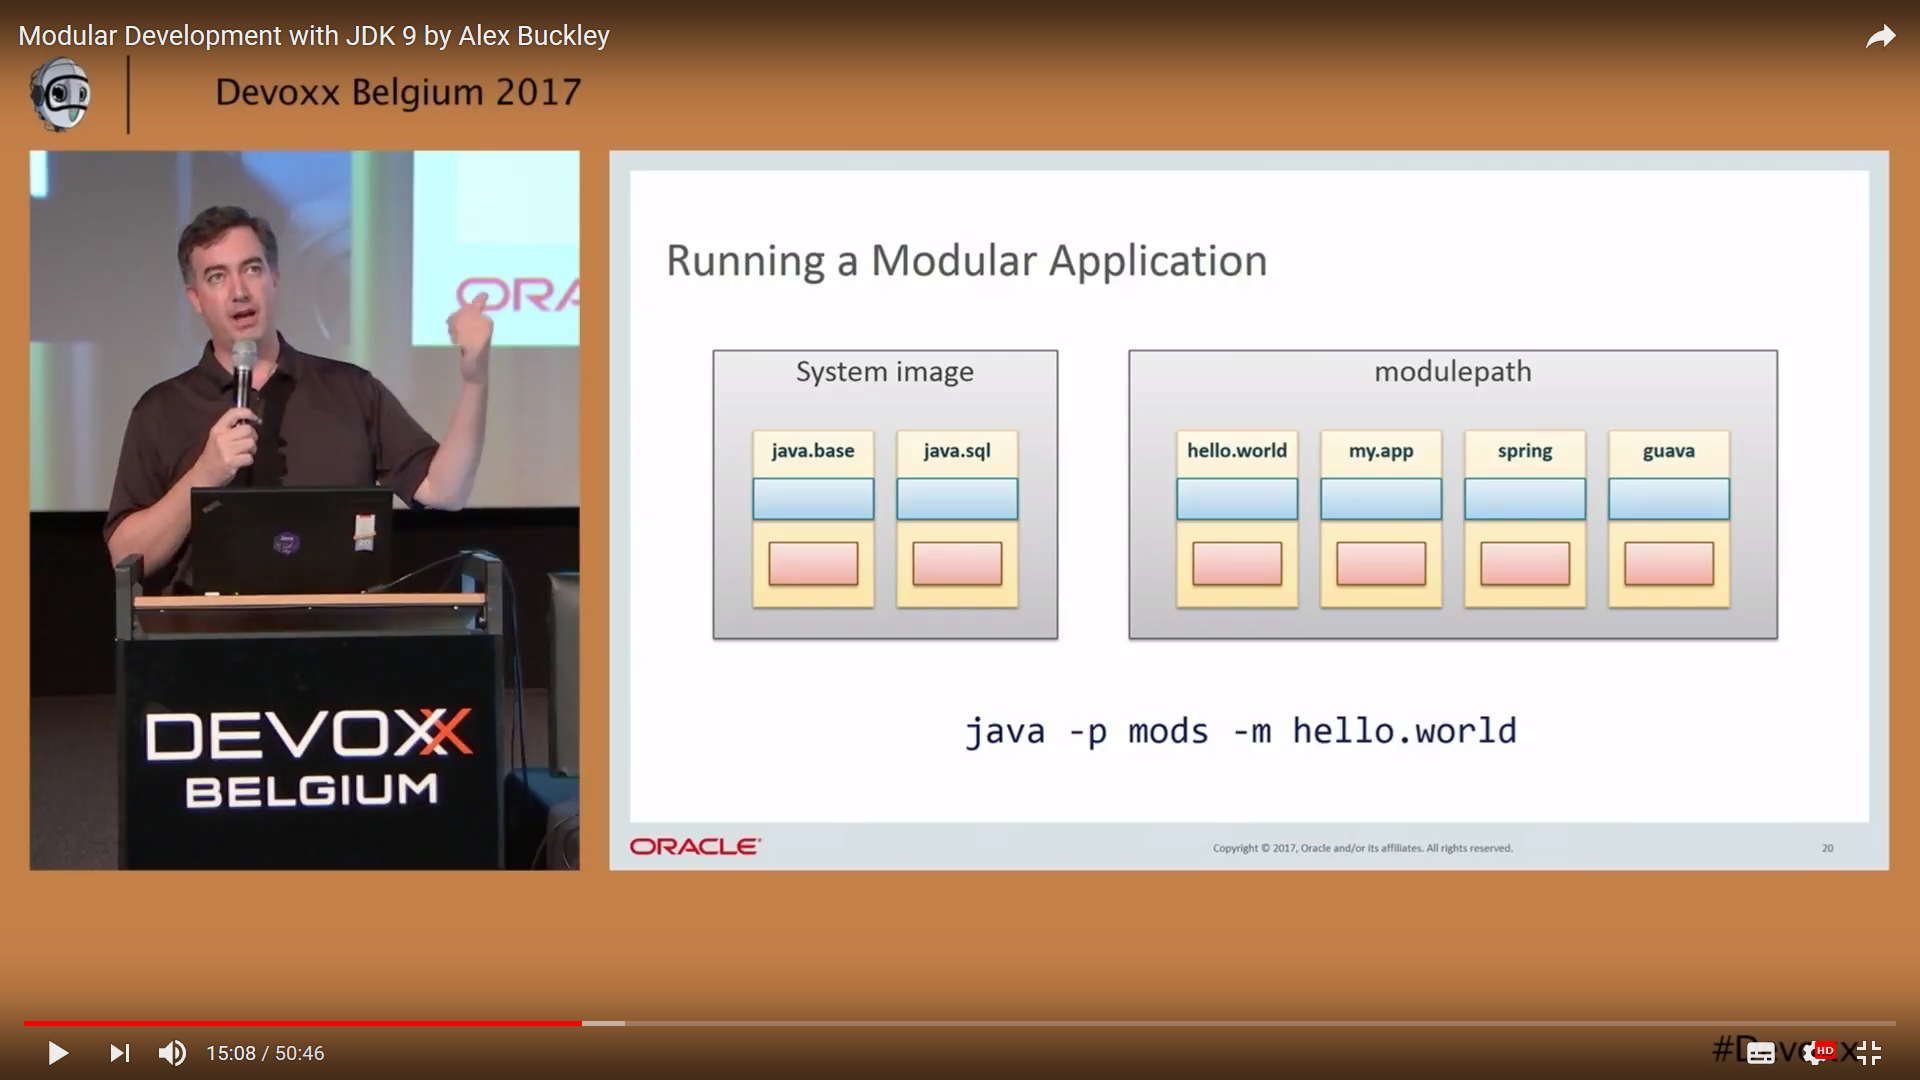 Modular Development with JDK 9 by Alex Buckley
Devoxx Belgium 2017
ORA
DEVOXX
BELGIUM
Running a Modular Application
System image
modulepath
java.base
java.sql
hello.world
my.app
spring
guava
java -p mods -m hello.world
ORACLE
Copyright © 2017, Oracle and/or its affiliates. All rights reserved.
20
15:08 / 50:46
#Devoxx
HD